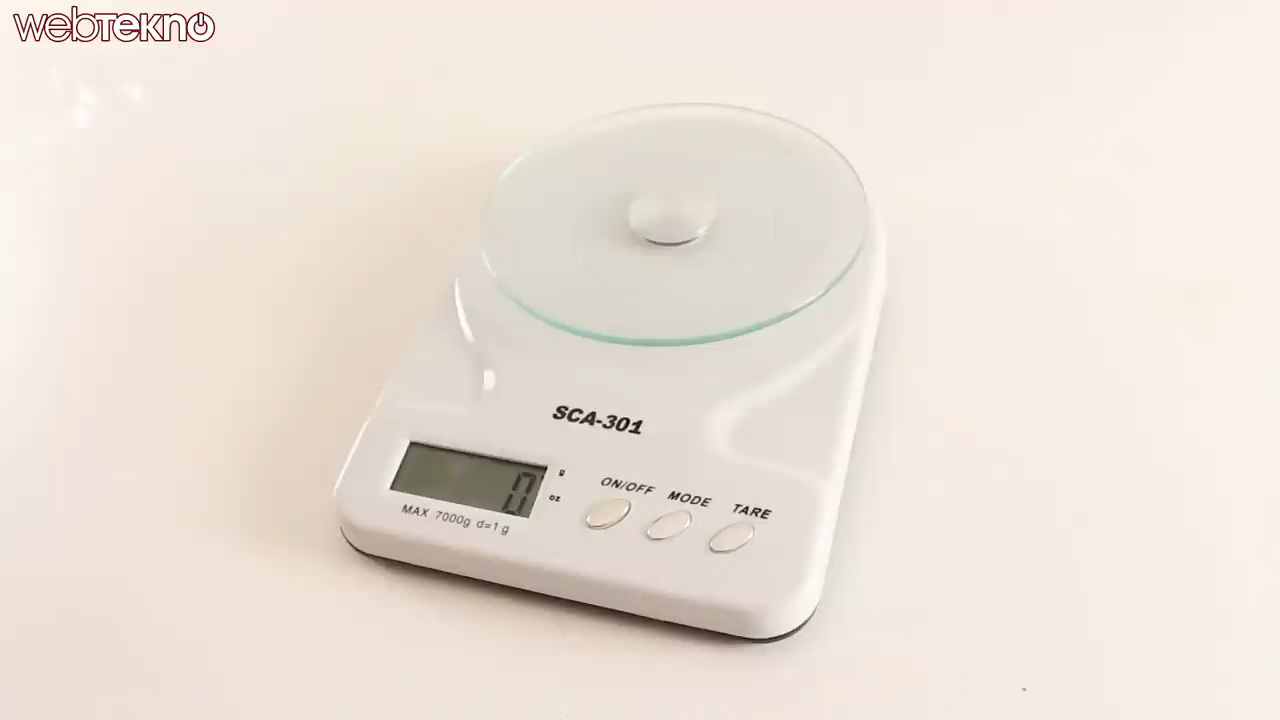 webtekno
SCA-301
0
g
oz
MAX 7000g d=1g
ON/OFF MODE TARE